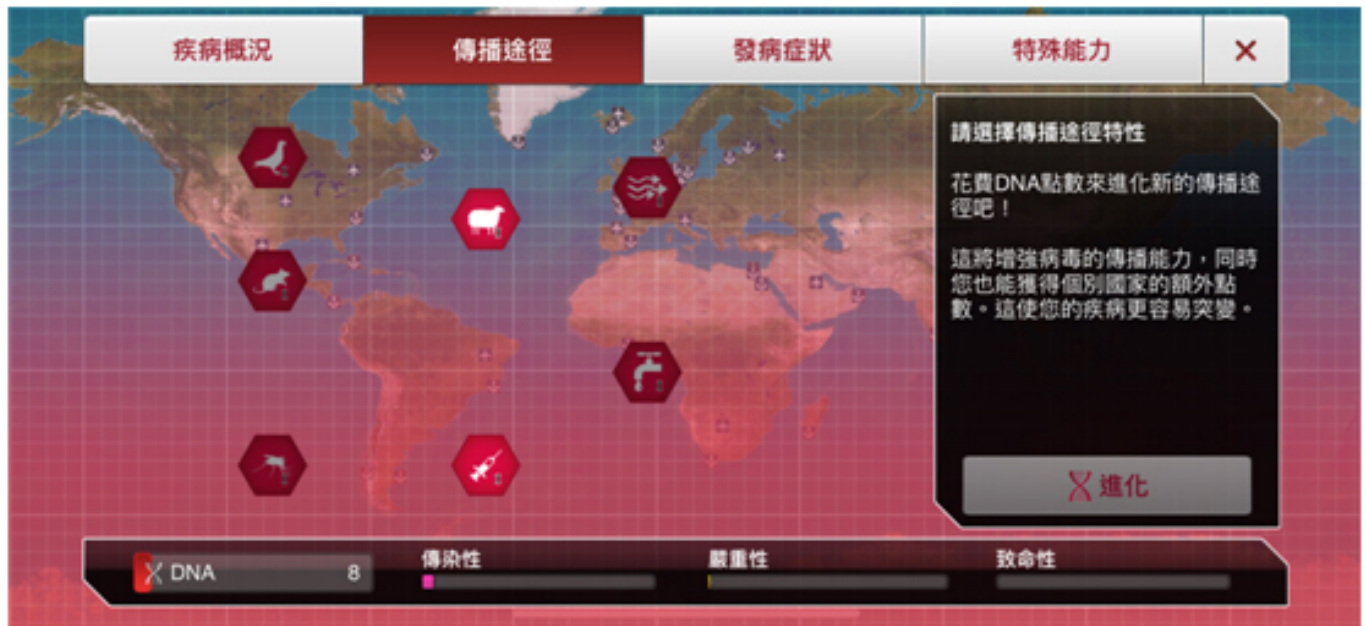 疾病概況
傳播途徑
發病症狀
特殊能力
×
請選擇傳播途徑特性
花費DNA點數來進化新的傳播途
徑吧！
這將增強病毒的傳播能力，同時
您也能獲得個別國家的額外點
數。這使您的疾病更容易突變。
進化
DNA 8
傳染性
嚴重性
致命性